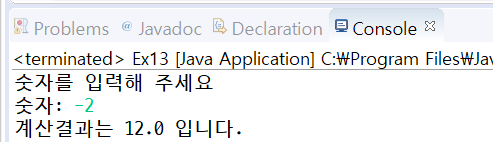 Problems @ Javadoc Declaration Console
<terminated> Ex13 [Java Application] C:₩Program Files₩Jav
숫자를 입력해 주세요
숫자: -2
계산결과는 12.0 입니다.